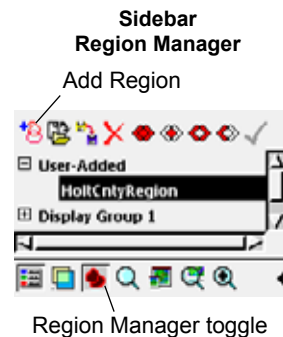 Sidebar
Region Manager
Add Region
User-Added
HoltCntyRegion
Display Group 1
Region Manager toggle